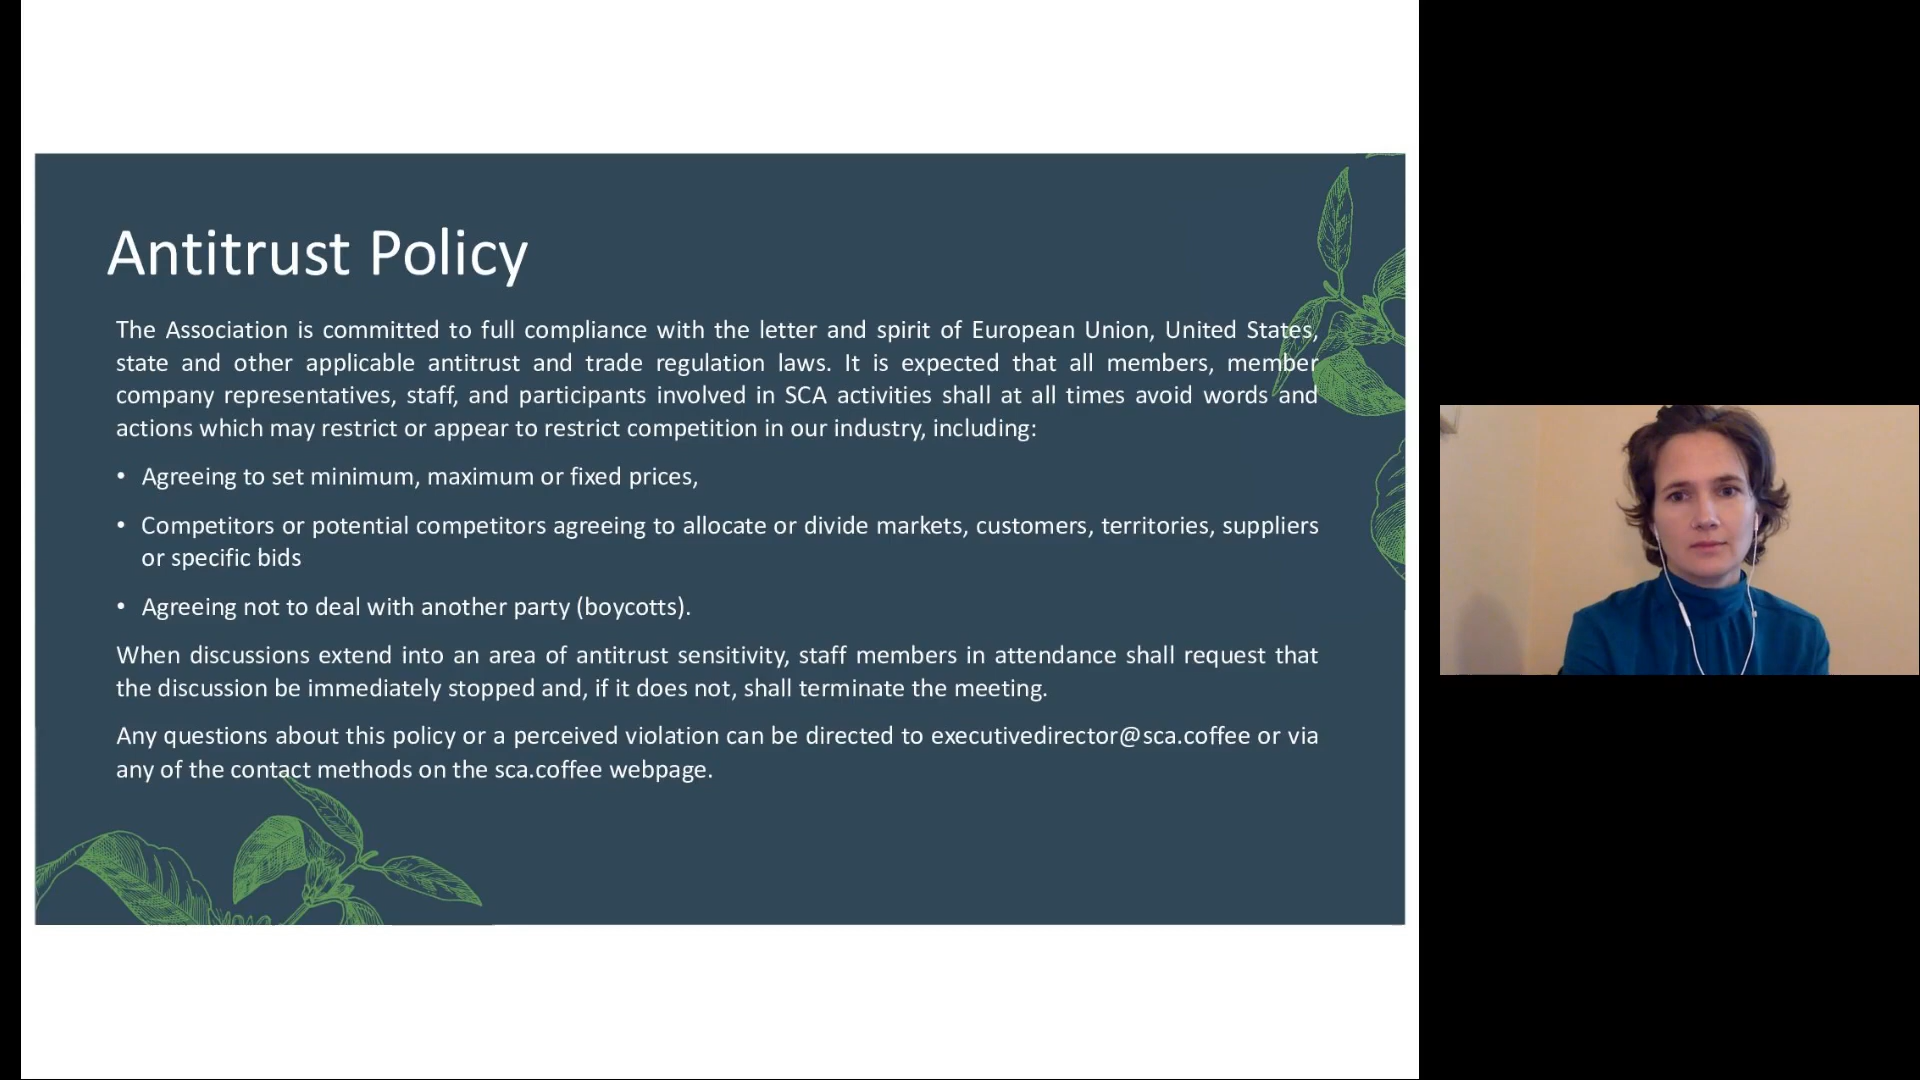 Antitrust Policy
The Association is committed to full compliance with the letter and spirit of European Union, United States,
state and other applicable antitrust and trade regulation laws. It is expected that all members, member
company representatives, staff, and participants involved in SCA activities shall at all times avoid words and
actions which may restrict or appear to restrict competition in our industry, including:
• Agreeing to set minimum, maximum or fixed prices,
• Competitors or potential competitors agreeing to allocate or divide markets, customers, territories, suppliers
or specific bids
• Agreeing not to deal with another party (boycotts).
When discussions extend into an area of antitrust sensitivity, staff members in attendance shall request that
the discussion be immediately stopped and, if it does not, shall terminate the meeting.
Any questions about this policy or a perceived violation can be directed to executivedirector@sca.coffee or via
any of the contact methods on the sca.coffee webpage.